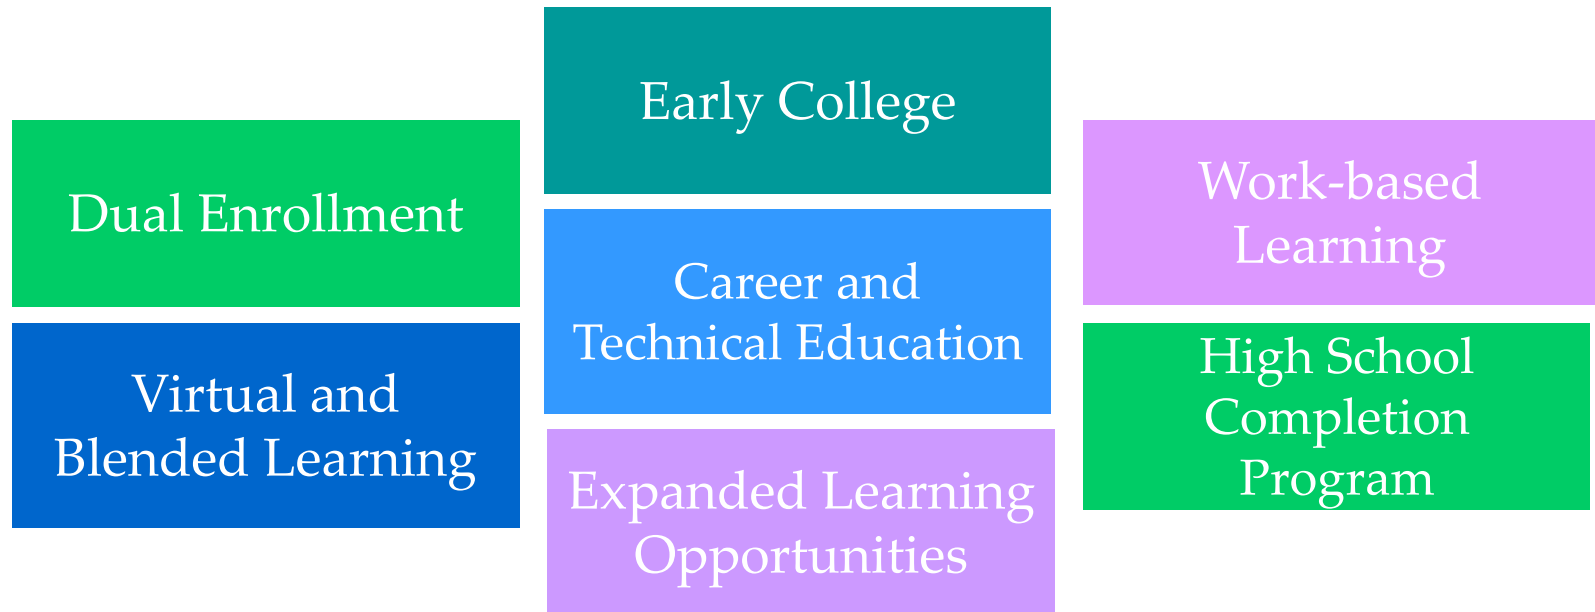 Dual Enrollment
Virtual and
Blended Learning
Early College
Career and
Technical Education
Expanded Learning
Opportunities
Work-based
Learning
High School
Completion
Program